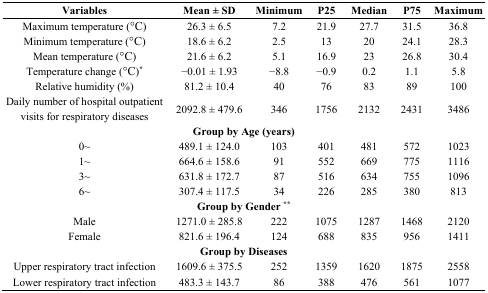 Variables Mean ± SD Minimum P25 Median P75 Maximum
Maximum temperature (°C) 26.3 ± 6.5 7.2 21.9 27.7 31.5 36.8
Minimum temperature (°C) 18.6 ± 6.2 2.5 13 20 24.1 28.3
Mean temperature (°C) 21.6 ± 6.2 5.1 16.9 23 26.8 30.4
Temperature change (°C)* −0.01 ± 1.93 −8.8 −0.9 0.2 1.1 5.8
Relative humidity (%) 81.2 ± 10.4 40 76 83 89 100
Daily number of hospital outpatient
visits for respiratory diseases 2092.8 ± 479.6 346 1756 2132 2431 3486
Group by Age (years)
0~ 489.1 ± 124.0 103 401 481 572 1023
1~ 664.6 ± 158.6 91 552 669 775 1116
3~ 631.8 ± 172.7 87 516 634 755 1096
6~ 307.4 ± 117.5 34 226 285 380 813
Group by Gender **
Male 1271.0 ± 285.8 222 1075 1287 1468 2120
Female 821.6 ± 196.4 124 688 835 956 1411
Group by Diseases
Upper respiratory tract infection 1609.6 ± 375.5 252 1359 1620 1875 2558
Lower respiratory tract infection 483.3 ± 143.7 86 388 476 561 1077